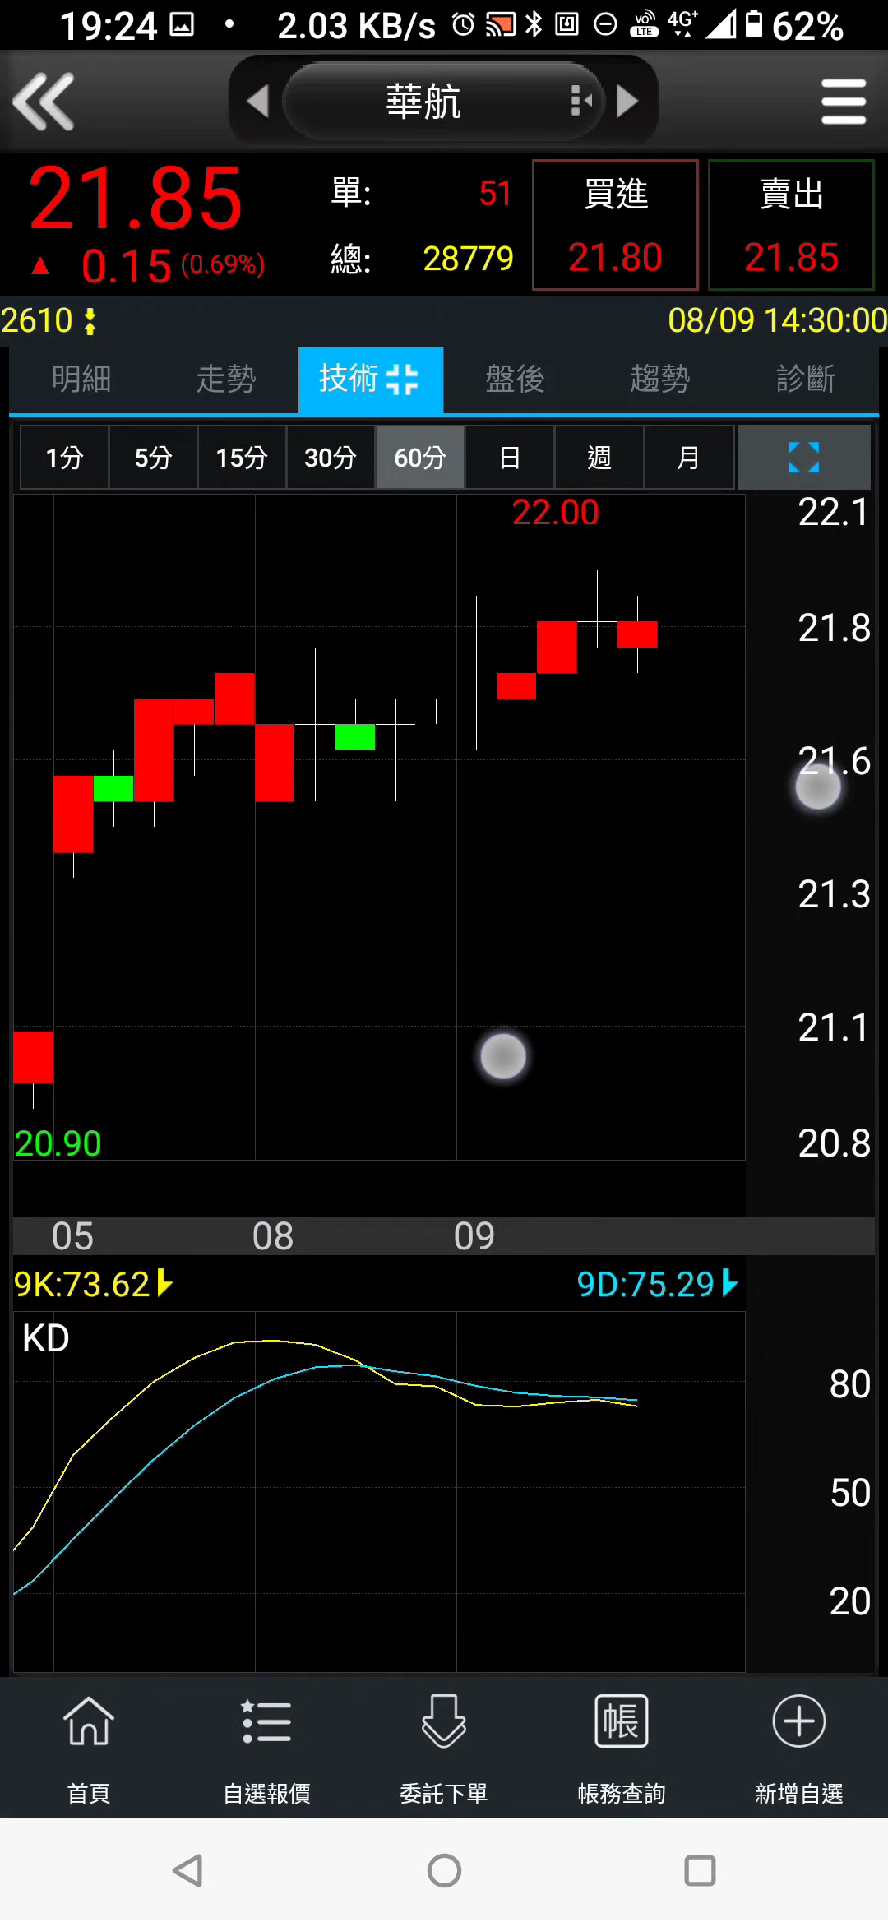 19:24 • 2.03 KB/s VO LTE 4G+ 62%
華航
21.85 單: 51 買進 賣出
0.15 (0.69%) 總: 28779 21.80 21.85
2610 08/09 14:30:00
明細 走勢 技術 盤後 趨勢 診斷
1分 5分 15分 30分 60分 日 週 月
22.00 22.1
21.8
21.6
21.3
21.1
20.90 20.8
05 08 09
9K:73.62 9D:75.29
KD
80
50
20
帳
首頁 自選報價 委託下單 帳務查詢 新增自選